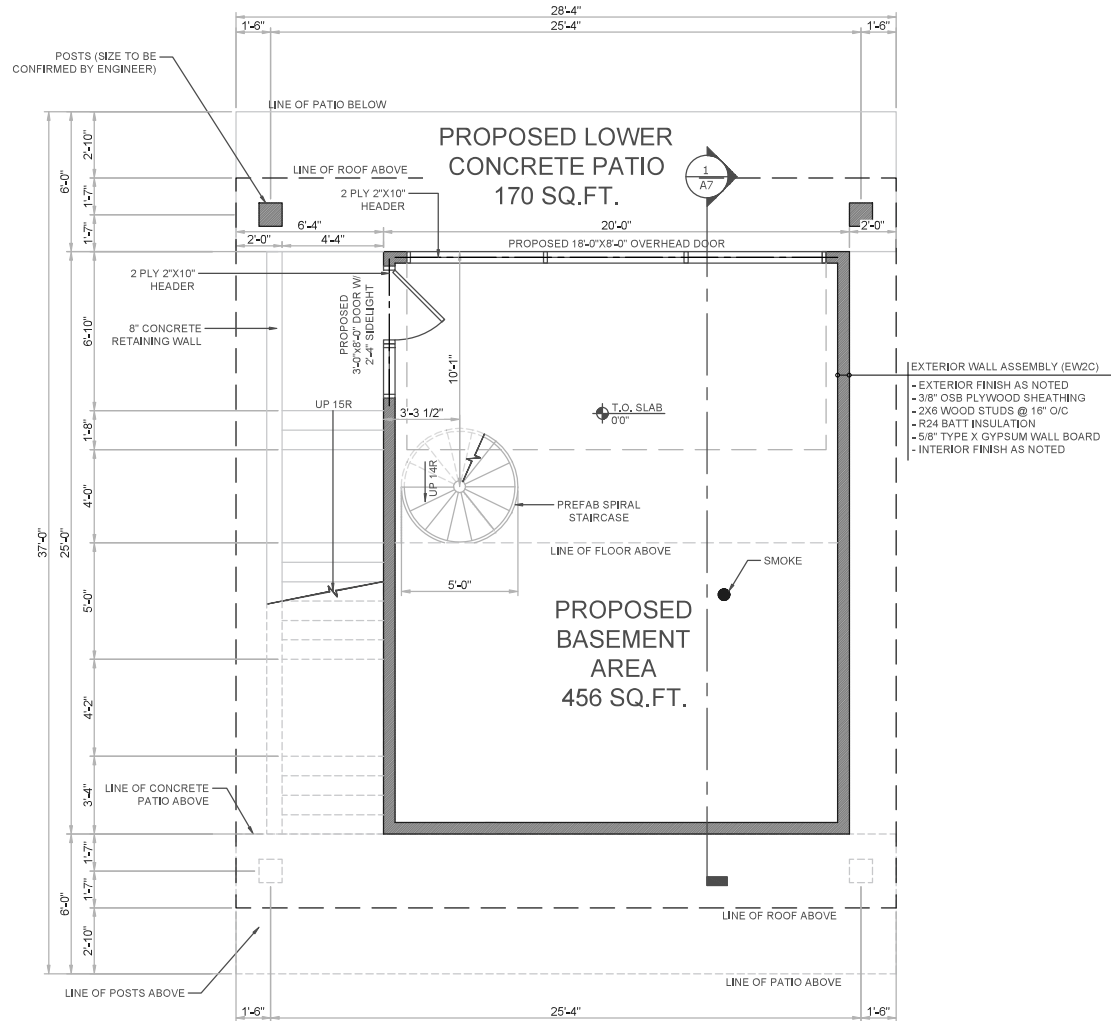 28'-4"
1'-6"
25'-4"
1'-6"
POSTS (SIZE TO BE
CONFIRMED BY ENGINEER)
LINE OF PATIO BELOW
PROPOSED LOWER
CONCRETE PATIO
170 SQ.FT.
LINE OF ROOF ABOVE
1
A7
2 PLY 2"X10"
HEADER
2'-10"
6'-0"
1'-7"
1'-7"
6'-4"
20'-0"
2'-0"
2'-0"
4'-4"
PROPOSED 18'-0"X8'-0" OVERHEAD DOOR
2 PLY 2"X10"
HEADER
8" CONCRETE
RETAINING WALL
PROPOSED
3'-0"x8'-0" DOOR W/
2'-4" SIDELIGHT
6'-10"
10'-1"
EXTERIOR WALL ASSEMBLY (EW2C)
- EXTERIOR FINISH AS NOTED
- 3/8" OSB PLYWOOD SHEATHING
- 2X6 WOOD STUDS @ 16" O/C
- R24 BATT INSULATION
- 5/8" TYPE X GYPSUM WALL BOARD
- INTERIOR FINISH AS NOTED
UP 15R
3'-3 1/2"
T.O. SLAB
0'0"
1'-8"
UP 14R
4'-0"
PREFAB SPIRAL
STAIRCASE
37'-0"
25'-0"
LINE OF FLOOR ABOVE
SMOKE
5'-0"
5'-0"
PROPOSED
BASEMENT
AREA
456 SQ.FT.
4'-2"
3'-4"
LINE OF CONCRETE
PATIO ABOVE
1'-7"
6'-0"
1'-7"
LINE OF ROOF ABOVE
2'-10"
LINE OF PATIO ABOVE
LINE OF POSTS ABOVE
1'-6"
25'-4"
1'-6"